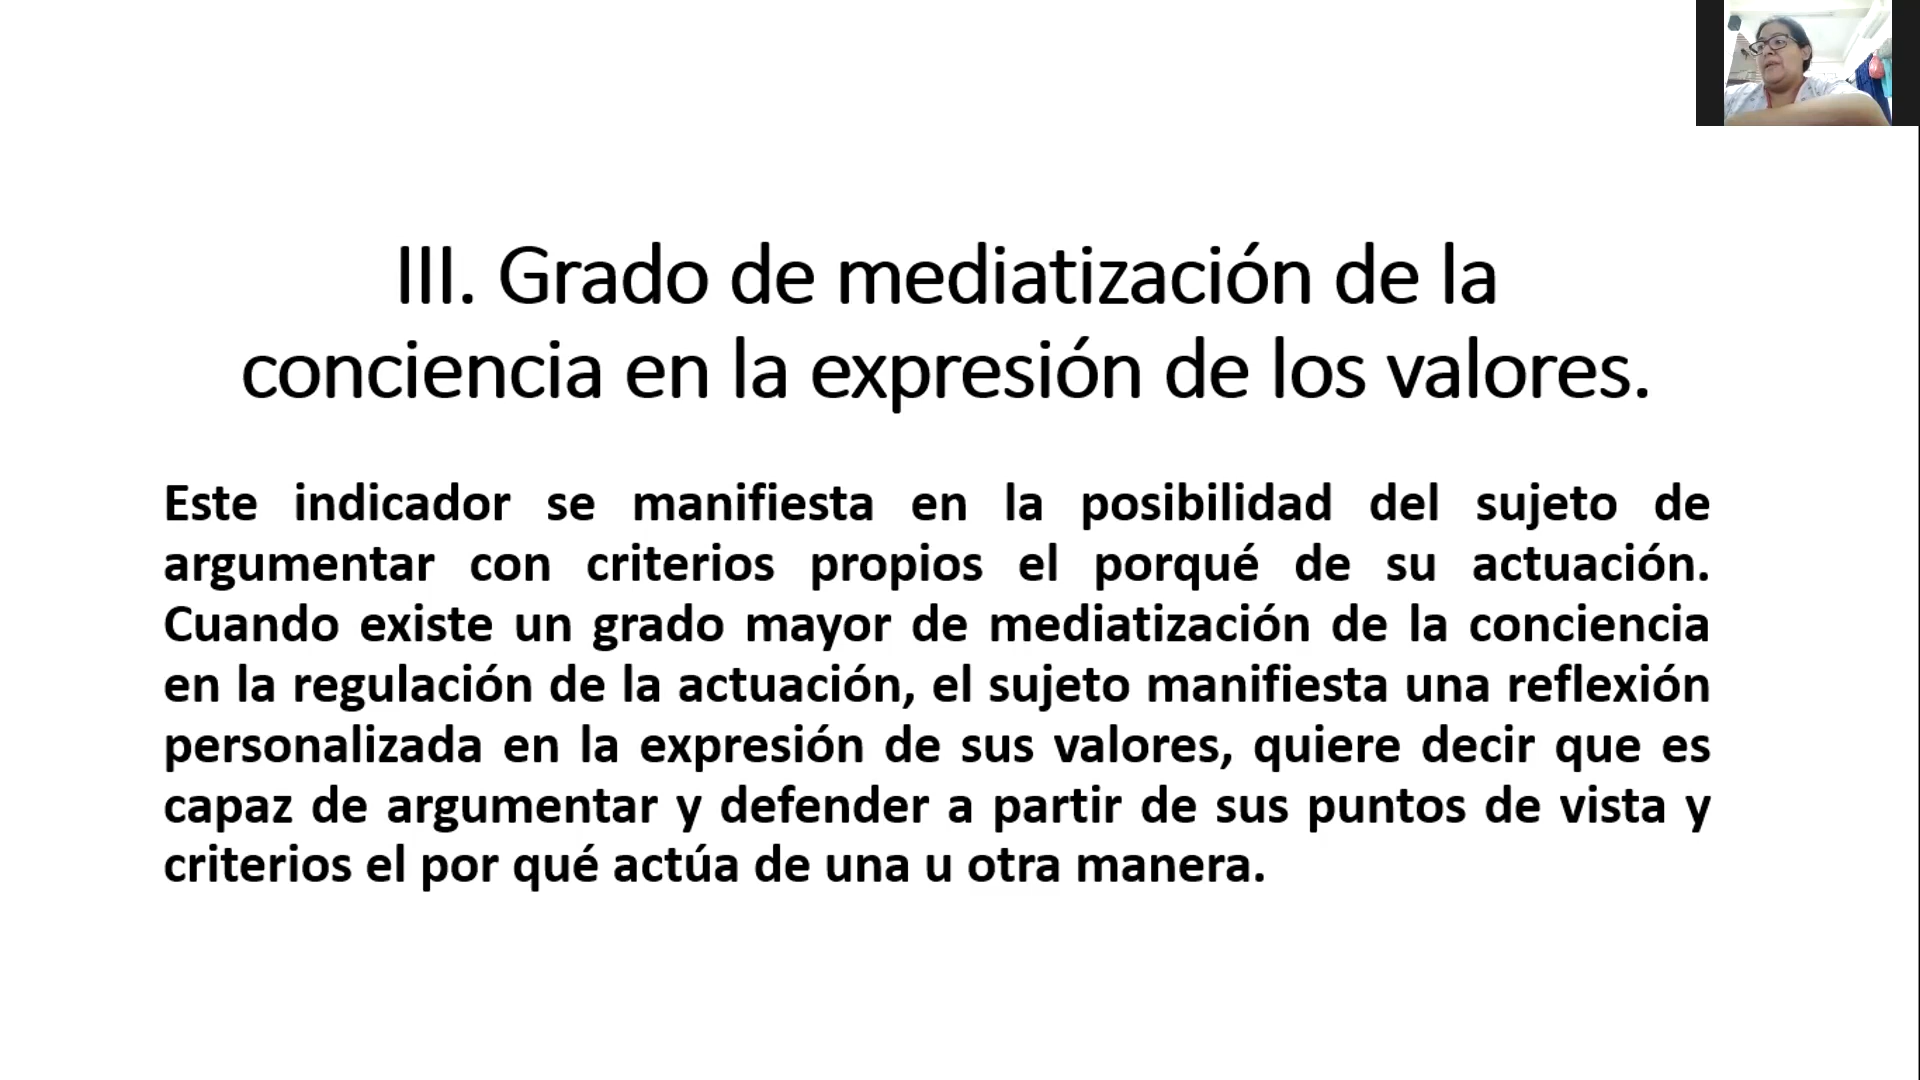 III. Grado de mediatización de la
conciencia en la expresión de los valores.
Este indicador se manifiesta en la posibilidad del sujeto de
argumentar con criterios propios el porqué de su actuación.
Cuando existe un grado mayor de mediatización de la conciencia
en la regulación de la actuación, el sujeto manifiesta una reflexión
personalizada en la expresión de sus valores, quiere decir que es
capaz de argumentar y defender a partir de sus puntos de vista y
criterios el por qué actúa de una u otra manera.